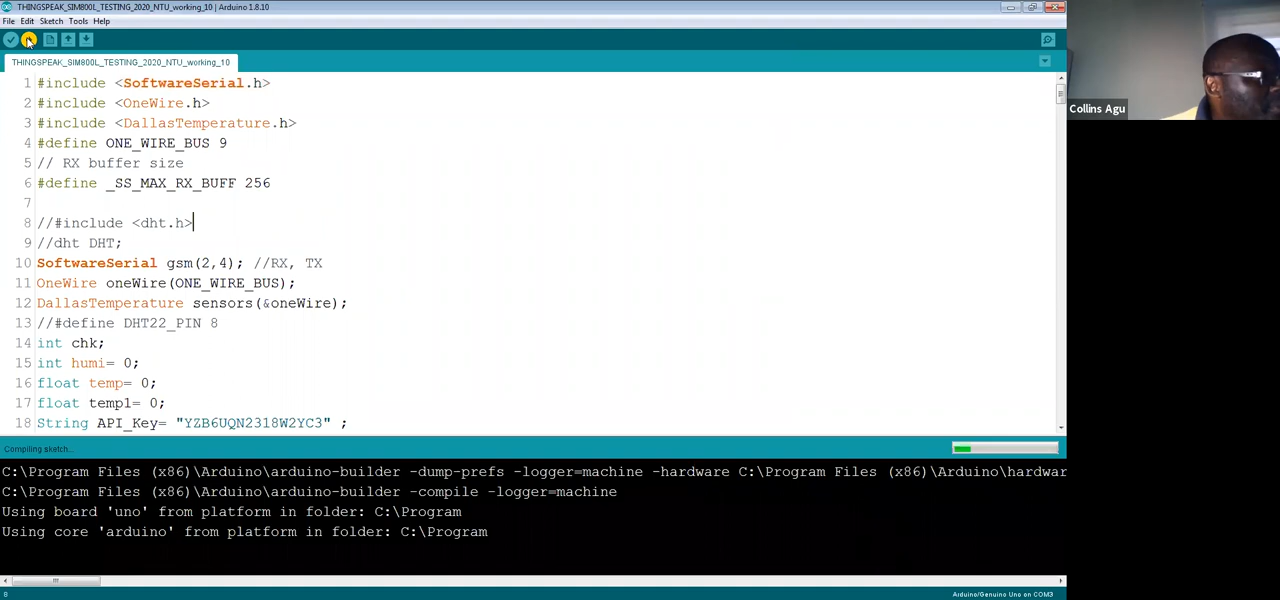 THINGSPEAK_SIM800L_TESTING_2020_NTU_working_10 | Arduino 1.8.10
File Edit Sketch Tools Help
THINGSPEAK_SIM800L_TESTING_2020_NTU_working_10
1 #include <SoftwareSerial.h>
2 #include <OneWire.h>
3 #include <DallasTemperature.h>
4 #define ONE_WIRE_BUS 9
5 // RX buffer size
6 #define _SS_MAX_RX_BUFF 256
7
8 //#include <dht.h>
9 //dht DHT;
10 SoftwareSerial gsm(2,4); //RX, TX
11 OneWire oneWire(ONE_WIRE_BUS);
12 DallasTemperature sensors(&oneWire);
13 //#define DHT22_PIN 8
14 int chk;
15 int humi= 0;
16 float temp= 0;
17 float temp1= 0;
18 String API_Key= "YZB6UQN2318W2YC3" ;
Compiling sketch...
C:\Program Files (x86)\Arduino\arduino-builder -dump-prefs -logger=machine -hardware C:\Program Files (x86)\Arduino\hardwar
C:\Program Files (x86)\Arduino\arduino-builder -compile -logger=machine
Using board 'uno' from platform in folder: C:\Program
Using core 'arduino' from platform in folder: C:\Program
8
Arduino/Genuino Uno on COM3
Collins Agu